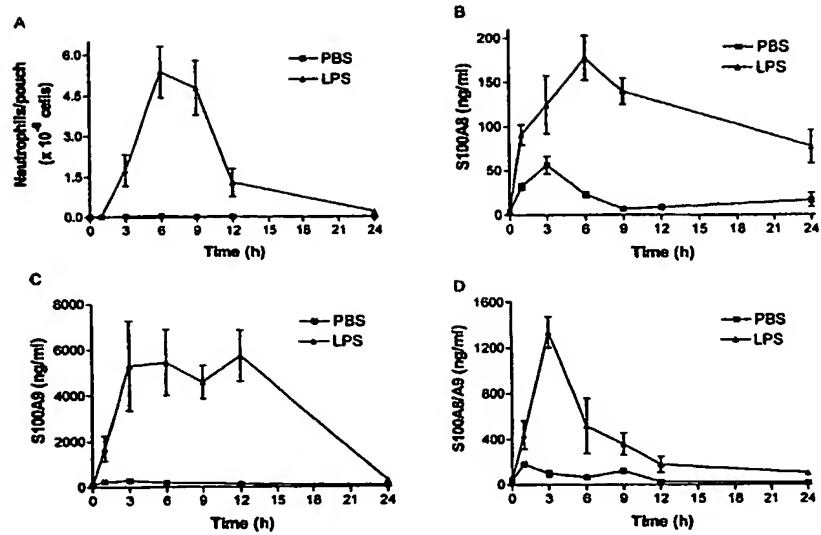 A
Neutrophils/pouch
(x 10⁻⁶ cells)
6.0
4.5
3.0
1.5
0.0
0 3 6 9 12 15 18 21 24
Time (h)
PBS
LPS
B
S100A8 (ng/ml)
200
150
100
50
0
0 3 6 9 12 15 18 21 24
Time (h)
PBS
LPS
C
S100A9 (ng/ml)
8000
6000
4000
2000
0
0 3 6 9 12 15 18 21 24
Time (h)
PBS
LPS
D
S100A8/A9 (ng/ml)
1600
1200
800
400
0
0 3 6 9 12 15 18 21 24
Time (h)
PBS
LPS